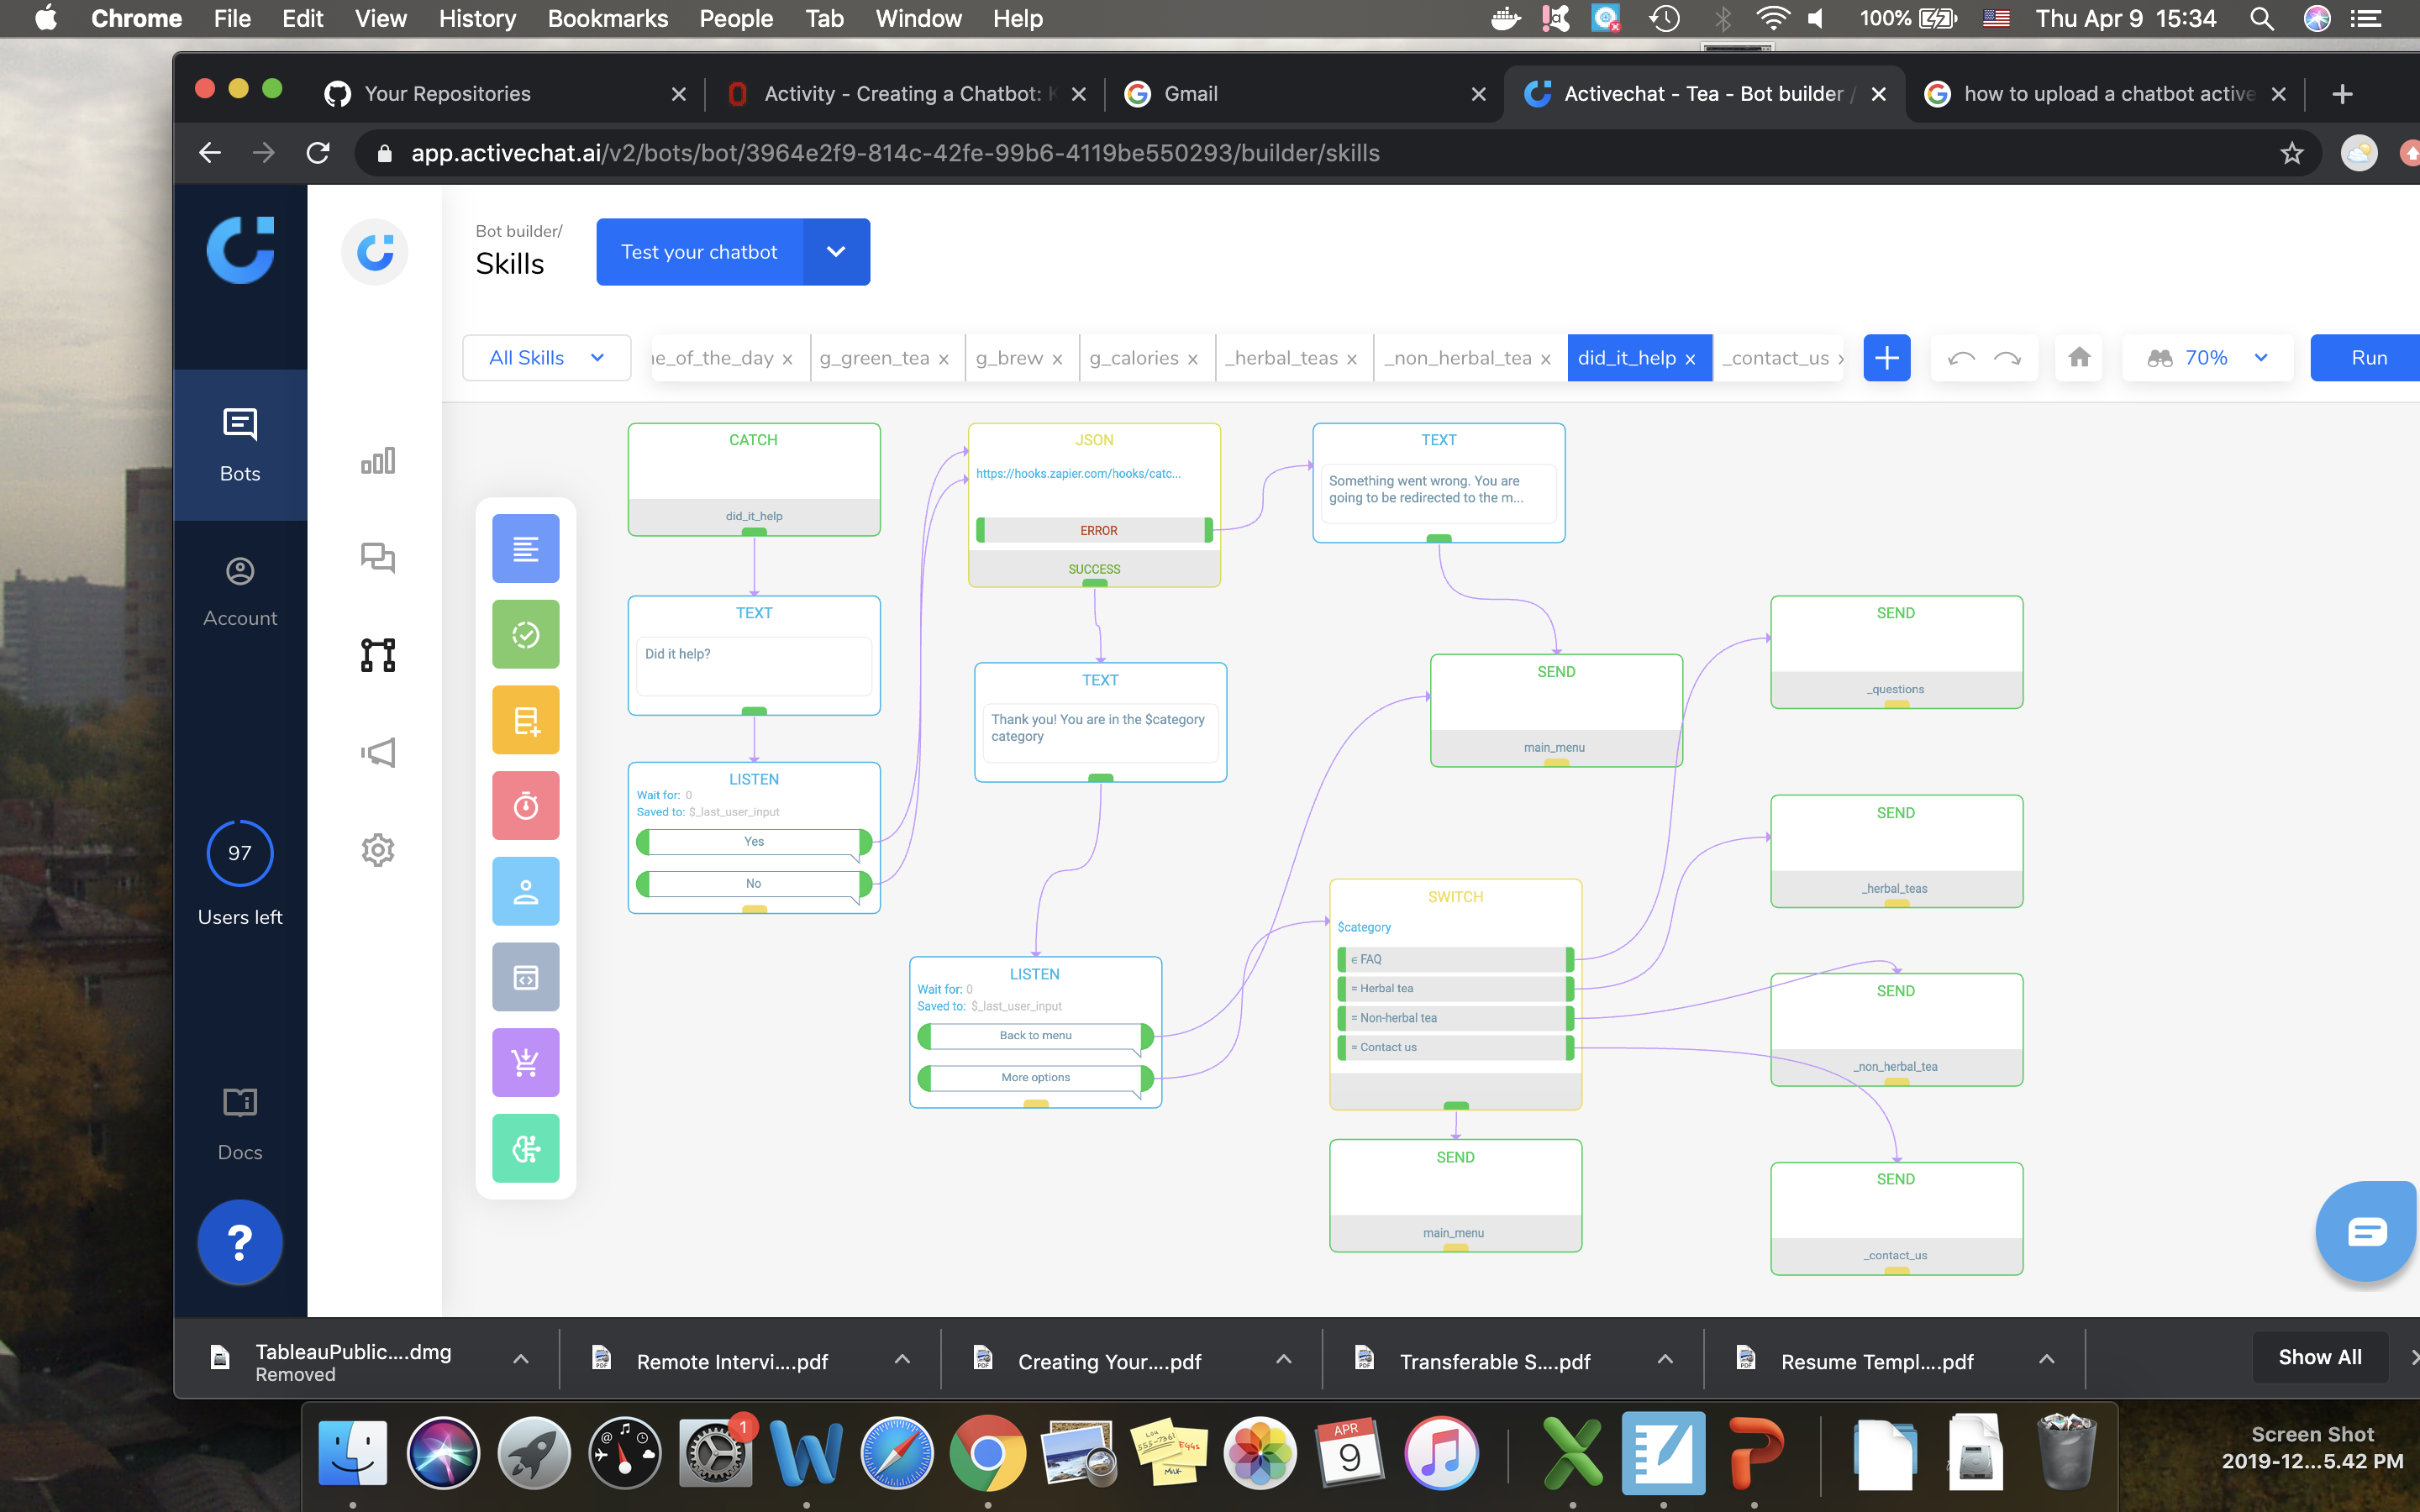 Chrome File Edit View History Bookmarks People Tab Window Help 100% Thu Apr 9 15:34
Your Repositories
Activity - Creating a Chatbot:
Gmail
Activechat - Tea - Bot builder /
how to upload a chatbot active
app.activechat.ai/v2/bots/bot/3964e2f9-814c-42fe-99b6-4119be550293/builder/skills
Bot builder/
Skills
Test your chatbot
All Skills
e_of_the_day x
g_green_tea x
g_brew x
g_calories x
_herbal_teas x
_non_herbal_tea x
did_it_help x
_contact_us x
70%
Run
Bots
Account
97
Users left
Docs
?
CATCH
did_it_help
TEXT
Did it help?
LISTEN
Wait for: 0
Saved to: $_last_user_input
Yes
No
JSON
https://hooks.zapier.com/hooks/catc...
ERROR
SUCCESS
TEXT
Thank you! You are in the $category
category
LISTEN
Wait for: 0
Saved to: $_last_user_input
Back to menu
More options
TEXT
Something went wrong. You are
going to be redirected to the m...
SEND
main_menu
SWITCH
$category
∈ FAQ
= Herbal tea
= Non-herbal tea
= Contact us
SEND
main_menu
SEND
_questions
SEND
_herbal_teas
SEND
_non_herbal_tea
SEND
_contact_us
TableauPublic....dmg
Removed
Remote Intervi....pdf
Creating Your....pdf
Transferable S....pdf
Resume Templ....pdf
Show All
1
APR
9
Screen Shot
2019-12...5.42 PM